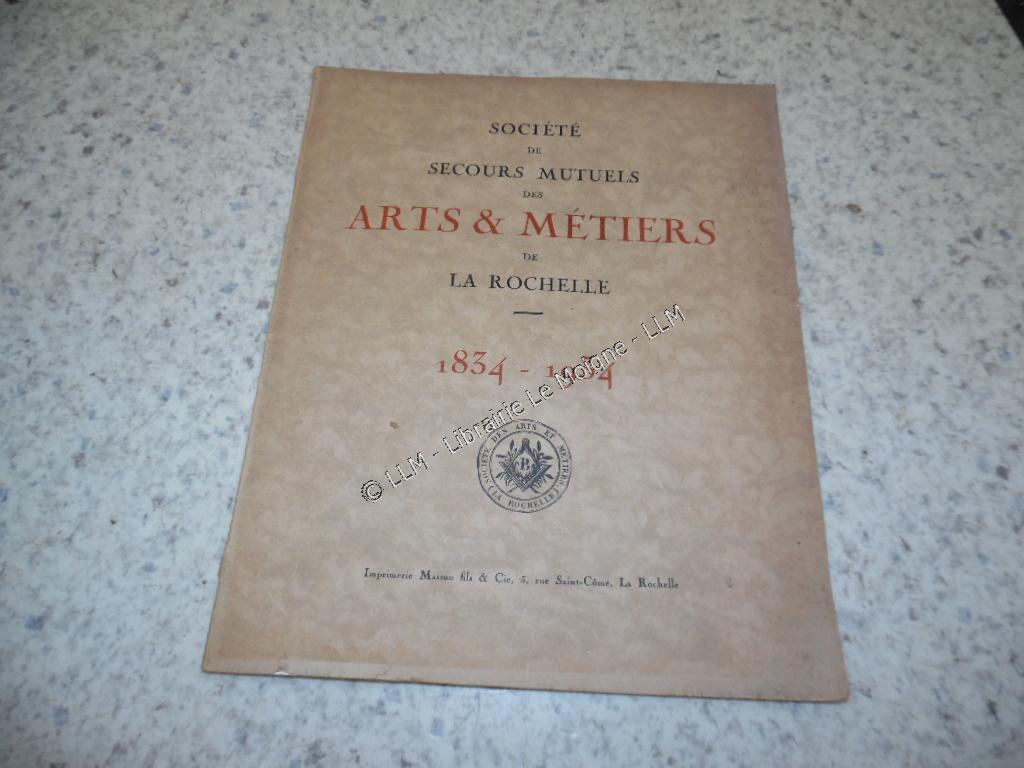 SOCIÉTÉ
DE
SECOURS MUTUELS
DES
ARTS & MÉTIERS
DE
LA ROCHELLE
1834 - 1934
© LLM - Librairie Le Moigne - LLM
SOCIÉTÉ DES ARTS ET MÉTIERS
B
(LA ROCHELLE)
Imprimerie Masson fils & Cie, 5, rue Saint-Côme, La Rochelle